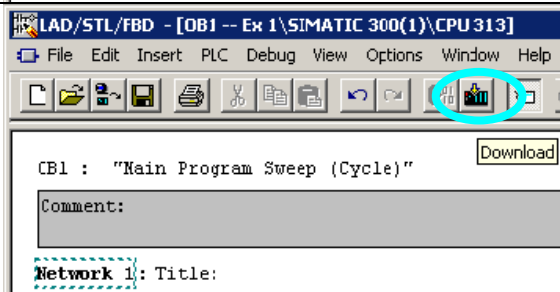 LAD/STL/FBD - [OB1 -- Ex 1\SIMATIC 300(1)\CPU 313]
File Edit Insert PLC Debug View Options Window Help
Download
OB1 : "Main Program Sweep (Cycle)"
Comment:
Network 1: Title: